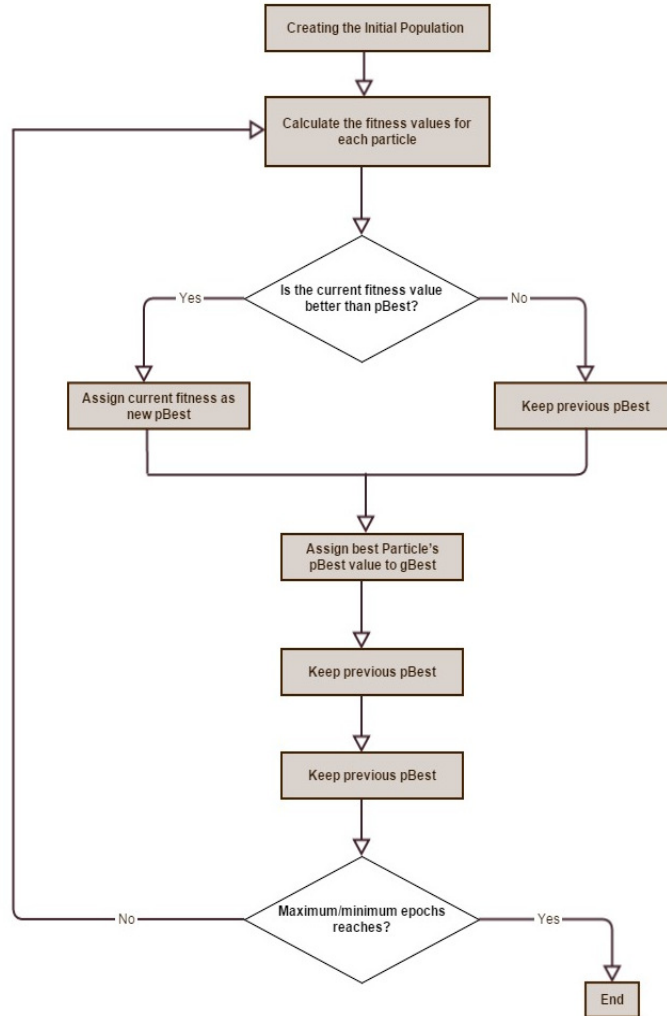 Creating the Initial Population
Calculate the fitness values for
each particle
Is the current fitness value
better than pBest?
Yes
No
Assign current fitness as
new pBest
Keep previous pBest
Assign best Particle's
pBest value to gBest
Keep previous pBest
Keep previous pBest
Maximum/minimum epochs
reaches?
No
Yes
End